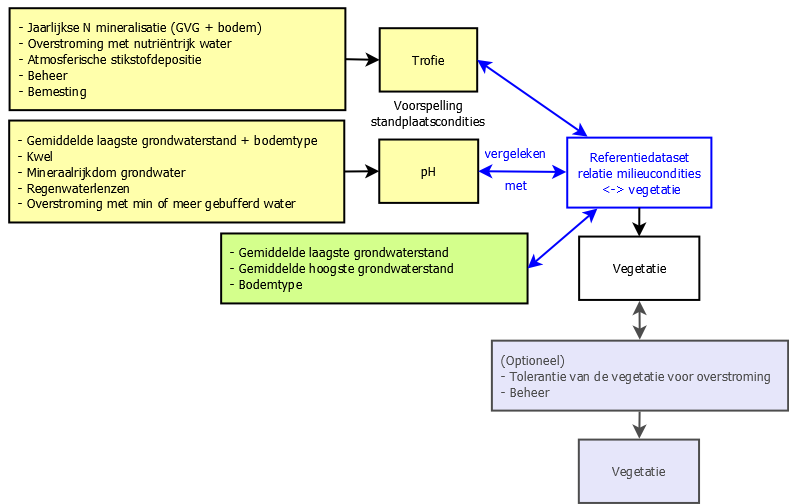 - Jaarlijkse N mineralisatie (GVG + bodem)
- Overstroming met nutriëntrijk water
- Atmosferische stikstofdepositie
- Beheer
- Bemesting
Trofie
Voorspelling
standplaatscondities
- Gemiddelde laagste grondwaterstand + bodemtype
- Kwel
- Mineraalrijkdom grondwater
- Regenwaterlenzen
- Overstroming met min of meer gebufferd water
pH
vergeleken
met
Referentiedataset
relatie milieucondities
<-> vegetatie
- Gemiddelde laagste grondwaterstand
- Gemiddelde hoogste grondwaterstand
- Bodemtype
Vegetatie
(Optioneel)
- Tolerantie van de vegetatie voor overstroming
- Beheer
Vegetatie